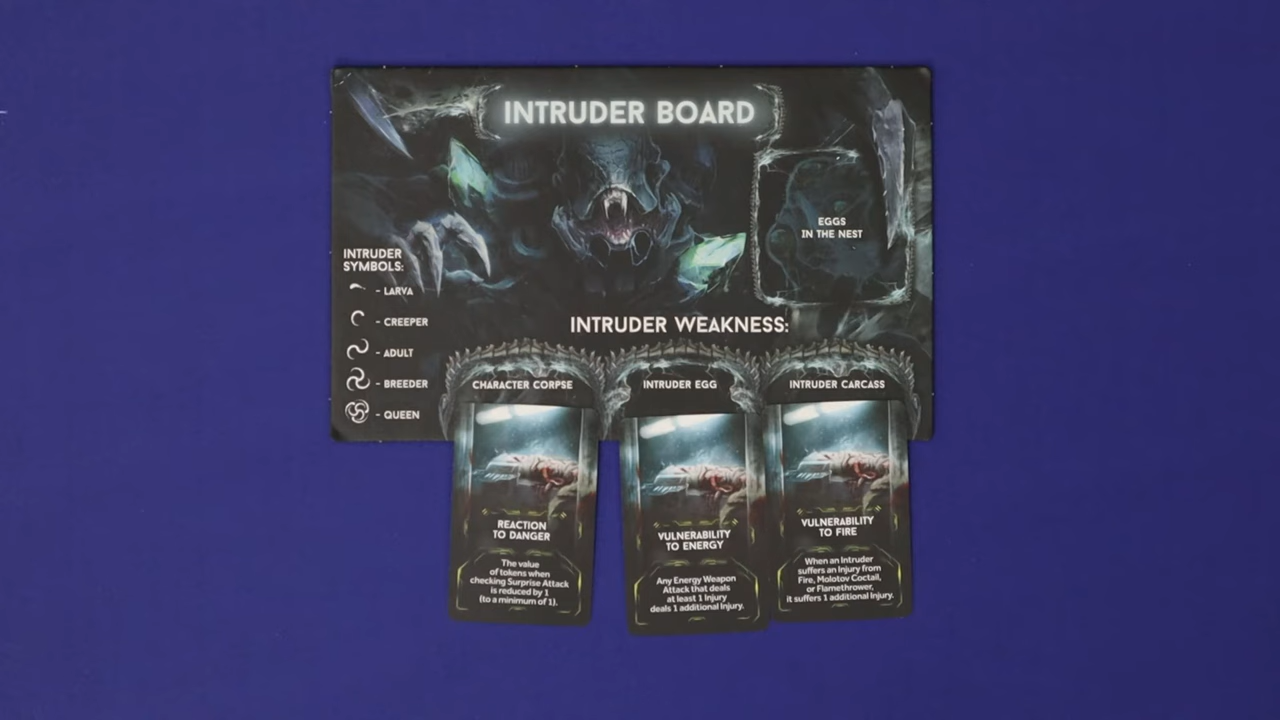 INTRUDER BOARD
EGGS
IN THE NEST
INTRUDER
SYMBOLS:
- LARVA
- CREEPER
- ADULT
- BREEDER
- QUEEN
INTRUDER WEAKNESS:
CHARACTER CORPSE
INTRUDER EGG
INTRUDER CARCASS
REACTION
TO DANGER
The value
of tokens when
checking Surprise Attack
is reduced by 1
(to a minimum of 1).
VULNERABILITY
TO ENERGY
Any Energy Weapon
Attack that deals
at least 1 Injury
deals 1 additional Injury.
VULNERABILITY
TO FIRE
When an Intruder
suffers an Injury from
Fire, Molotov Coctail,
or Flamethrower,
it suffers 1 additional Injury.